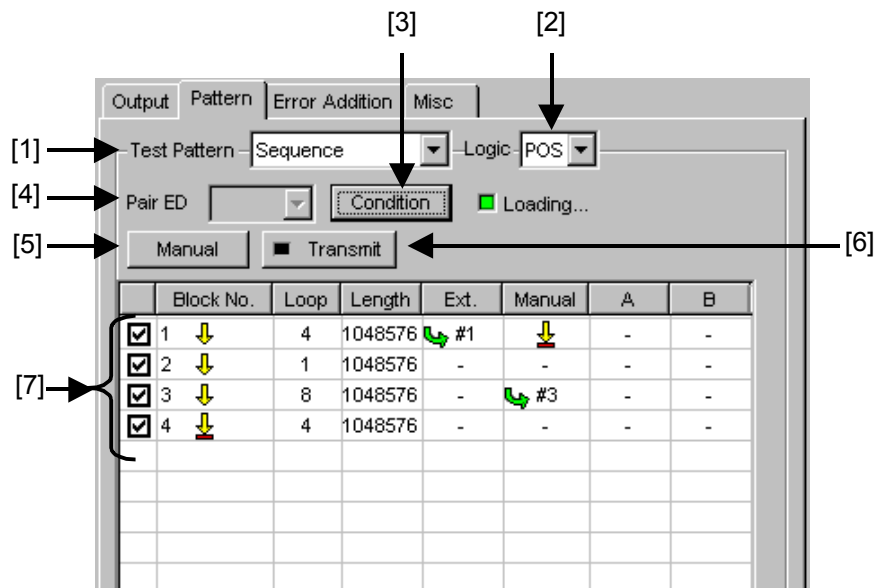 [3] [2]
Output Pattern Error Addition Misc
[1] Test Pattern Sequence Logic POS
[4] Pair ED Condition Loading...
[5] Manual Transmit [6]
Block No. Loop Length Ext. Manual A B
1 4 1048576 #1 - -
2 1 1048576 - - - -
[7] 3 8 1048576 - #3 - -
4 4 1048576 - - - -